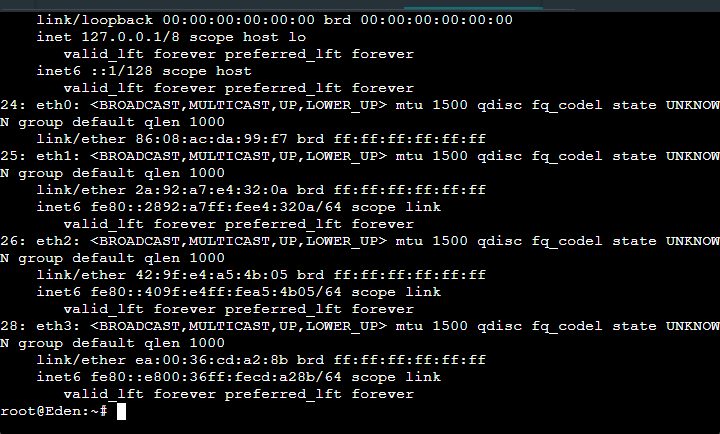 link/loopback 00:00:00:00:00:00 brd 00:00:00:00:00:00
inet 127.0.0.1/8 scope host lo
valid_lft forever preferred_lft forever
inet6 ::1/128 scope host
valid_lft forever preferred_lft forever
24: eth0: <BROADCAST,MULTICAST,UP,LOWER_UP> mtu 1500 qdisc fq_codel state UNKNOW
N group default qlen 1000
link/ether 86:08:ac:da:99:f7 brd ff:ff:ff:ff:ff:ff
25: eth1: <BROADCAST,MULTICAST,UP,LOWER_UP> mtu 1500 qdisc fq_codel state UNKNOW
N group default qlen 1000
link/ether 2a:92:a7:e4:32:0a brd ff:ff:ff:ff:ff:ff
inet6 fe80::2892:a7ff:fee4:320a/64 scope link
valid_lft forever preferred_lft forever
26: eth2: <BROADCAST,MULTICAST,UP,LOWER_UP> mtu 1500 qdisc fq_codel state UNKNOW
N group default qlen 1000
link/ether 42:9f:e4:a5:4b:05 brd ff:ff:ff:ff:ff:ff
inet6 fe80::409f:e4ff:fea5:4b05/64 scope link
valid_lft forever preferred_lft forever
28: eth3: <BROADCAST,MULTICAST,UP,LOWER_UP> mtu 1500 qdisc fq_codel state UNKNOW
N group default qlen 1000
link/ether ea:00:36:cd:a2:8b brd ff:ff:ff:ff:ff:ff
inet6 fe80::e800:36ff:fecd:a28b/64 scope link
valid_lft forever preferred_lft forever
root@Eden:~#